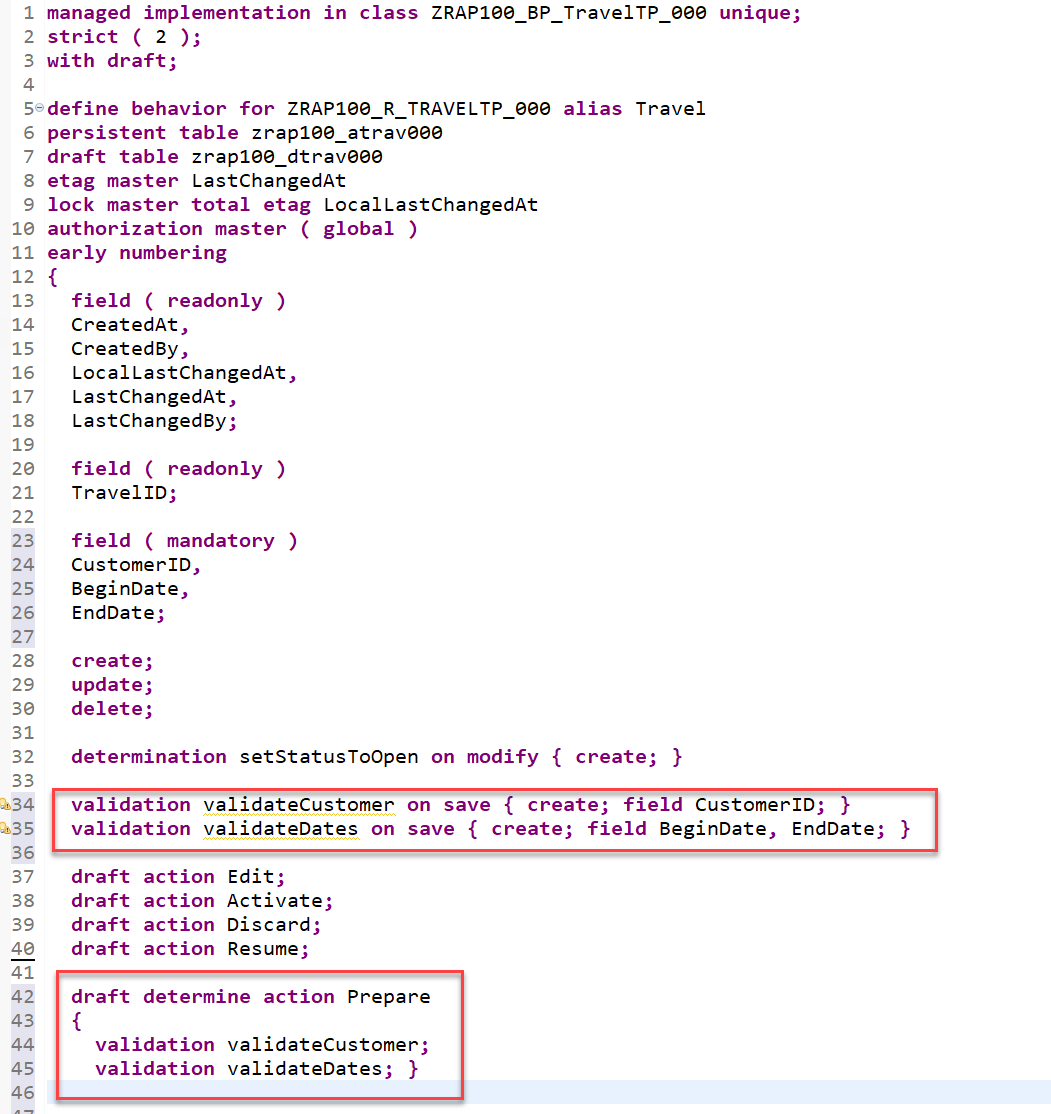 1 managed implementation in class ZRAP100_BP_TravelTP_000 unique;
2 strict ( 2 );
3 with draft;
4
5 define behavior for ZRAP100_R_TRAVELTP_000 alias Travel
6 persistent table zrap100_atrav000
7 draft table zrap100_dtrav000
8 etag master LastChangedAt
9 lock master total etag LocalLastChangedAt
10 authorization master ( global )
11 early numbering
12 {
13 field ( readonly )
14 CreatedAt,
15 CreatedBy,
16 LocalLastChangedAt,
17 LastChangedAt,
18 LastChangedBy;
19
20 field ( readonly )
21 TravelID;
22
23 field ( mandatory )
24 CustomerID,
25 BeginDate,
26 EndDate;
27
28 create;
29 update;
30 delete;
31
32 determination setStatusToOpen on modify { create; }
33
34 validation validateCustomer on save { create; field CustomerID; }
35 validation validateDates on save { create; field BeginDate, EndDate; }
36
37 draft action Edit;
38 draft action Activate;
39 draft action Discard;
40 draft action Resume;
41
42 draft determine action Prepare
43 {
44 validation validateCustomer;
45 validation validateDates; }
46